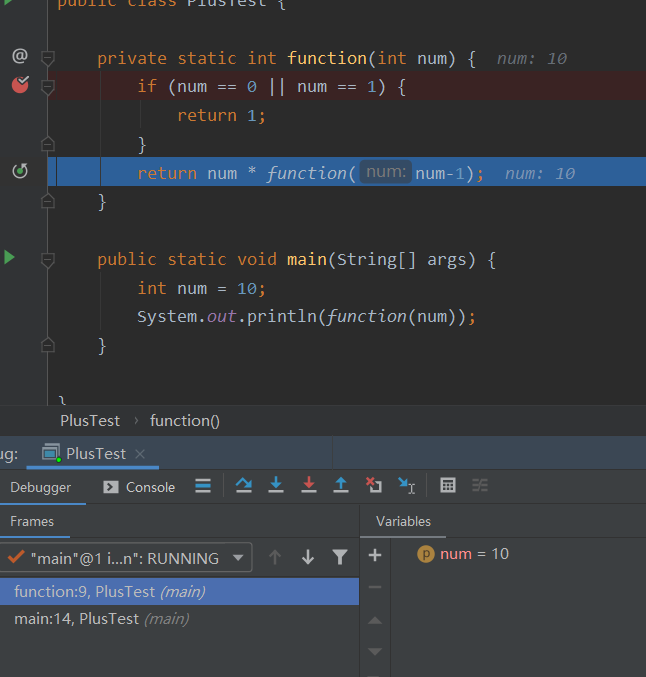 public class PlusTest {
@ private static int function(int num) { num: 10
if (num == 0 || num == 1) {
return 1;
}
return num * function( num: num-1); num: 10
}
public static void main(String[] args) {
int num = 10;
System.out.println(function(num));
}
}
PlusTest › function()
ug: PlusTest ×
Debugger Console
Frames Variables
"main"@1 i...n": RUNNING
p num = 10
function:9, PlusTest (main)
main:14, PlusTest (main)